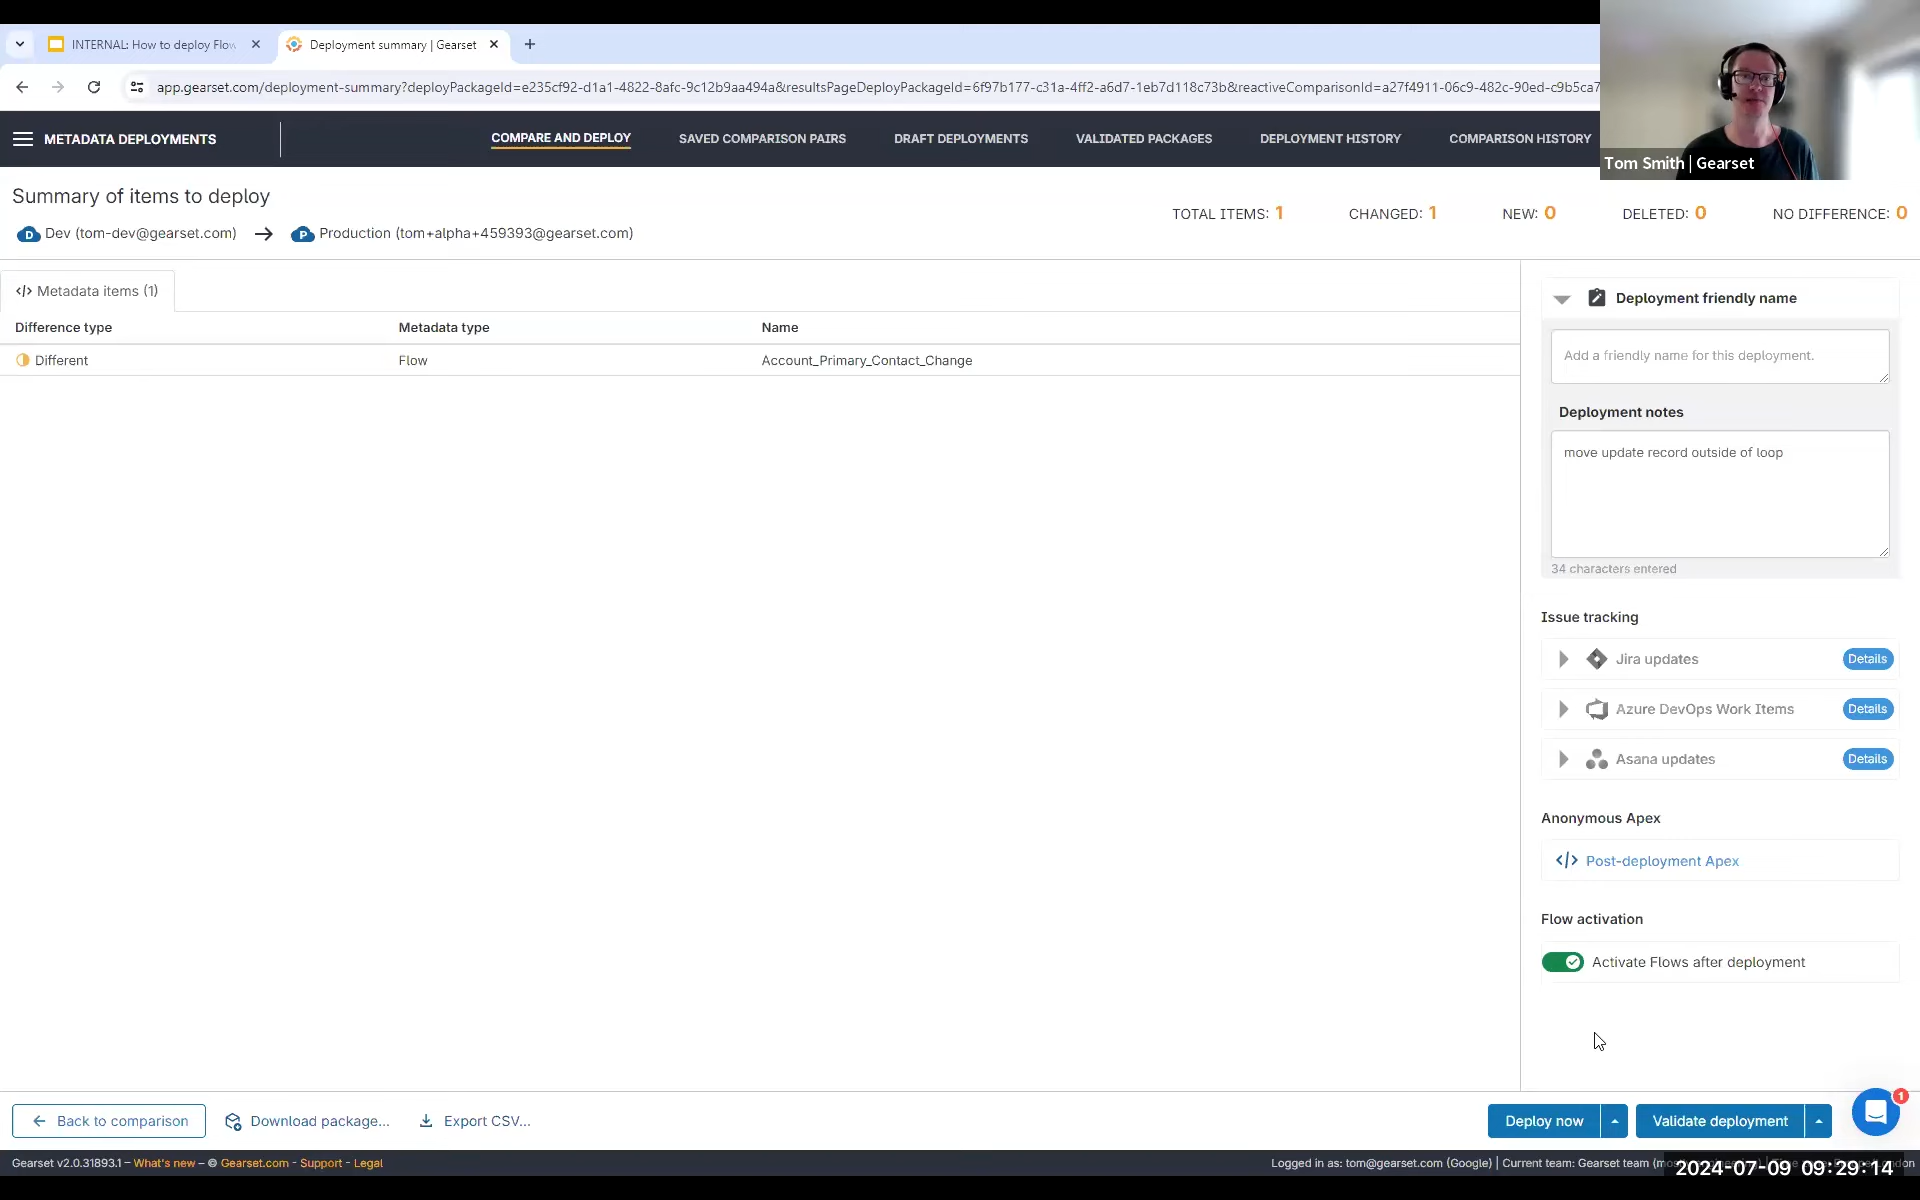 INTERNAL: How to deploy Flow
Deployment summary | Gearset
app.gearset.com/deployment-summary?deployPackageId=e235cf92-d1a1-4822-8afc-9c12b9aa494a&resultsPageDeployPackageId=6f97b177-c31a-4ff2-a6d7-1eb7d118c73b&reactiveComparisonId=a27f4911-06c9-482c-90ed-c9b5ca7
METADATA DEPLOYMENTS
COMPARE AND DEPLOY
SAVED COMPARISON PAIRS
DRAFT DEPLOYMENTS
VALIDATED PACKAGES
DEPLOYMENT HISTORY
COMPARISON HISTORY
Tom Smith | Gearset
Summary of items to deploy
TOTAL ITEMS: 1 CHANGED: 1 NEW: 0 DELETED: 0 NO DIFFERENCE: 0
D Dev (tom-dev@gearset.com) → P Production (tom+alpha+459393@gearset.com)
</> Metadata items (1)
Difference type Metadata type Name
Different Flow Account_Primary_Contact_Change
Deployment friendly name
Add a friendly name for this deployment.
Deployment notes
move update record outside of loop
34 characters entered
Issue tracking
Jira updates Details
Azure DevOps Work Items Details
Asana updates Details
Anonymous Apex
</> Post-deployment Apex
Flow activation
Activate Flows after deployment
Back to comparison
Download package...
Export CSV...
Deploy now
Validate deployment
1
Gearset v2.0.31893.1 – What's new – © Gearset.com - Support - Legal
Logged in as: tom@gearset.com (Google) | Current team: Gearset team
2024-07-09 09:29:14